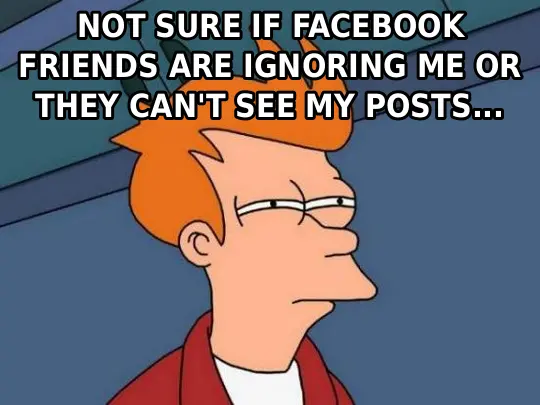 NOT SURE IF FACEBOOK
FRIENDS ARE IGNORING ME OR
THEY CAN'T SEE MY POSTS...